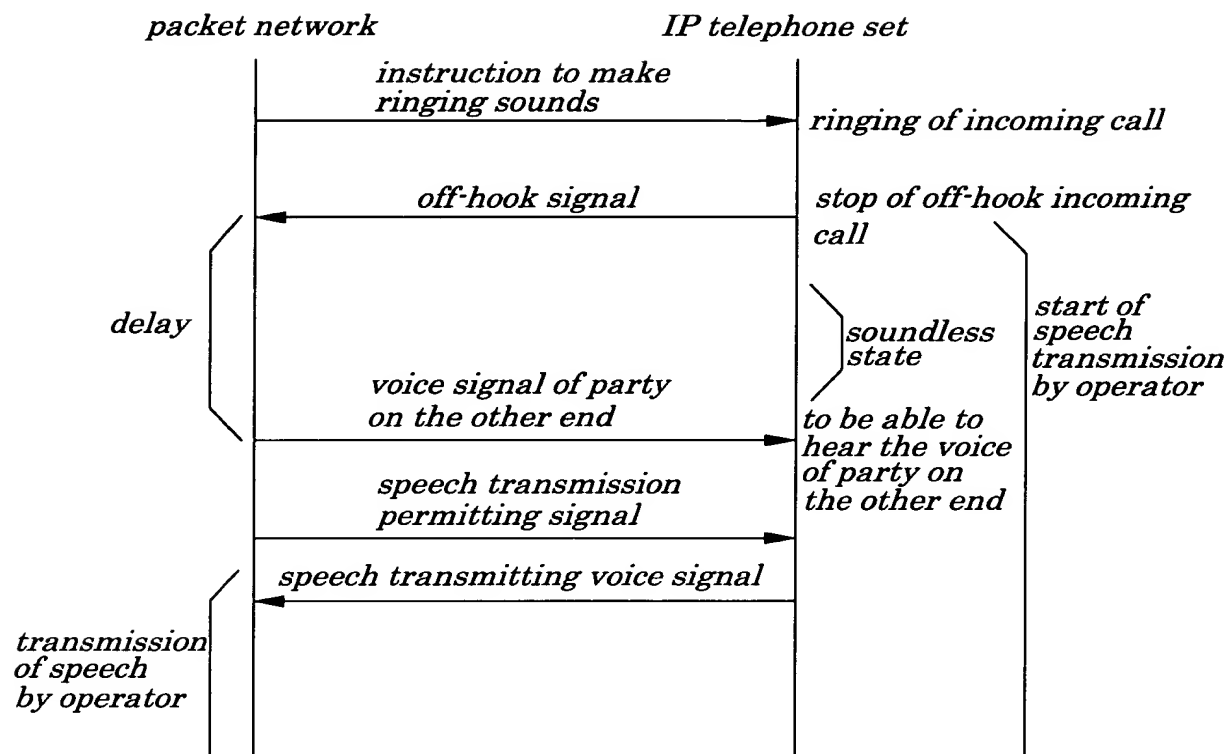 packet network
IP telephone set
instruction to make
ringing sounds
ringing of incoming call
off-hook signal
stop of off-hook incoming
call
delay
soundless
state
start of
speech
transmission
by operator
voice signal of party
on the other end
to be able to
hear the voice
of party on
the other end
speech transmission
permitting signal
speech transmitting voice signal
transmission
of speech
by operator